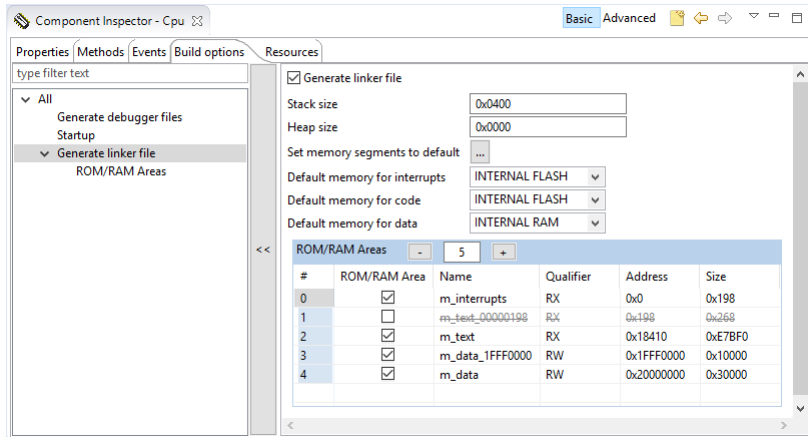 Component Inspector - Cpu
Basic Advanced
Properties Methods Events Build options Resources
type filter text
All
Generate debugger files
Startup
Generate linker file
ROM/RAM Areas
<<
Generate linker file
Stack size 0x0400
Heap size 0x0000
Set memory segments to default ...
Default memory for interrupts INTERNAL FLASH
Default memory for code INTERNAL FLASH
Default memory for data INTERNAL RAM
ROM/RAM Areas - 5 +
# ROM/RAM Area Name Qualifier Address Size
0 m_interrupts RX 0x0 0x198
1 m_text_00000198 RX 0x198 0x268
2 m_text RX 0x18410 0xE7BF0
3 m_data_1FFF0000 RW 0x1FFF0000 0x10000
4 m_data RW 0x20000000 0x30000